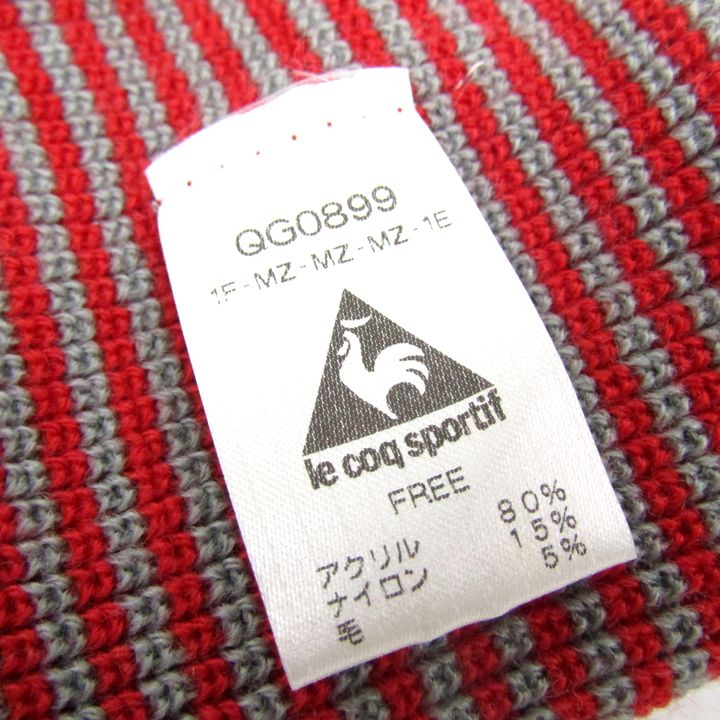 QG0899
1F-MZ-MZ-MZ-1E
le coq sportif
FREE
アクリル 80%
ナイロン 15%
毛 5%